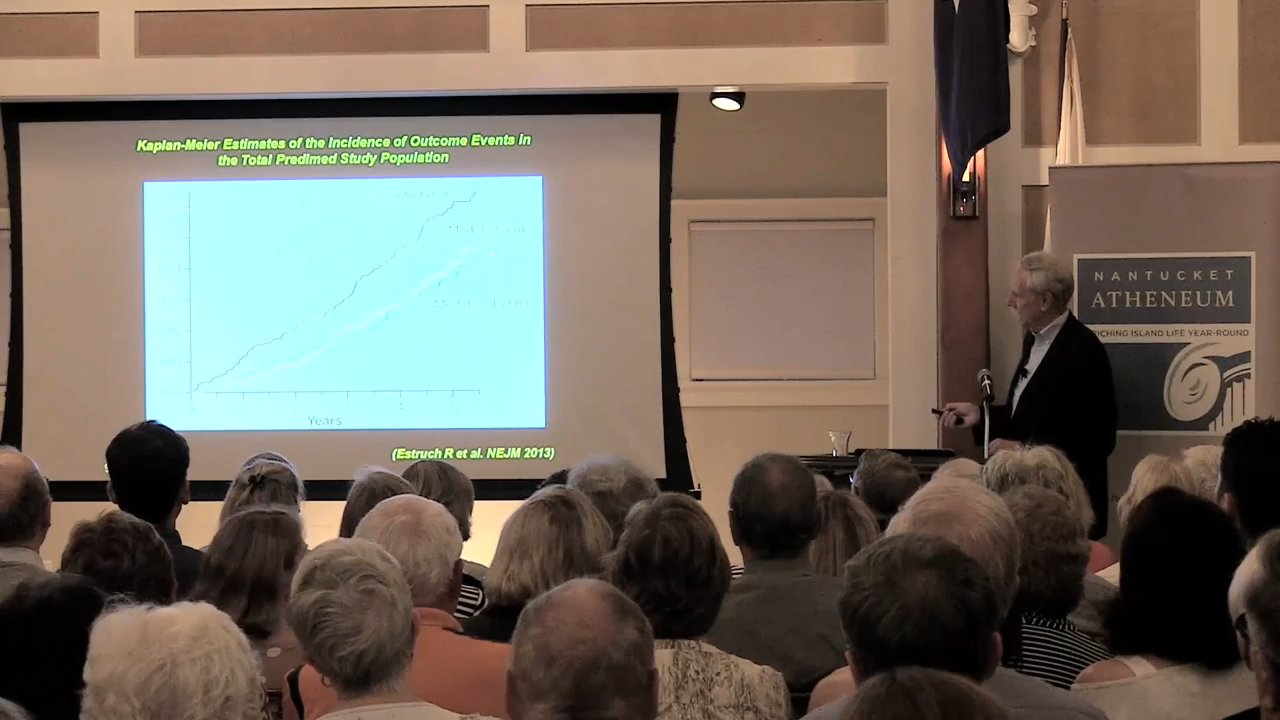 Kaplan-Meier Estimates of the Incidence of Outcome Events in
the Total Predimed Study Population
Years
(Estruch R et al. NEJM 2013)
NANTUCKET
ATHENEUM
ISLAND LIFE YEAR-ROUND